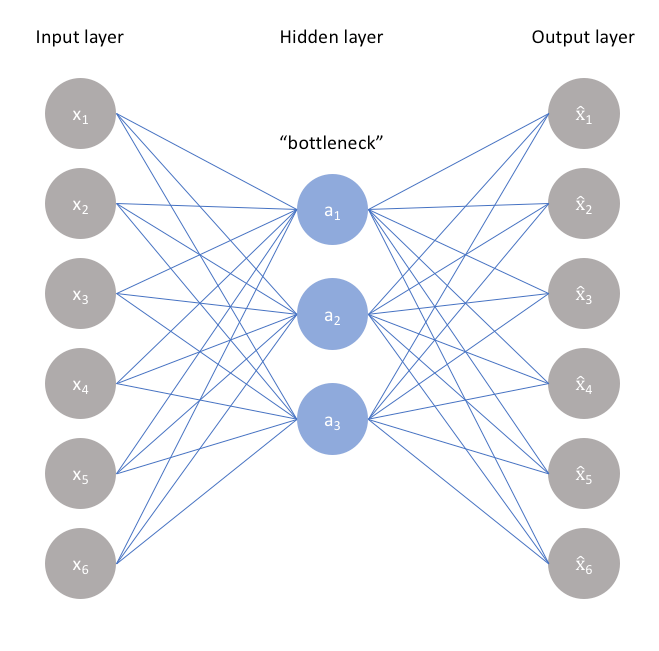 Input layer
Hidden layer
Output layer
“bottleneck”
x₁
x₂
x₃
x₄
x₅
x₆
a₁
a₂
a₃
x̂₁
x̂₂
x̂₃
x̂₄
x̂₅
x̂₆